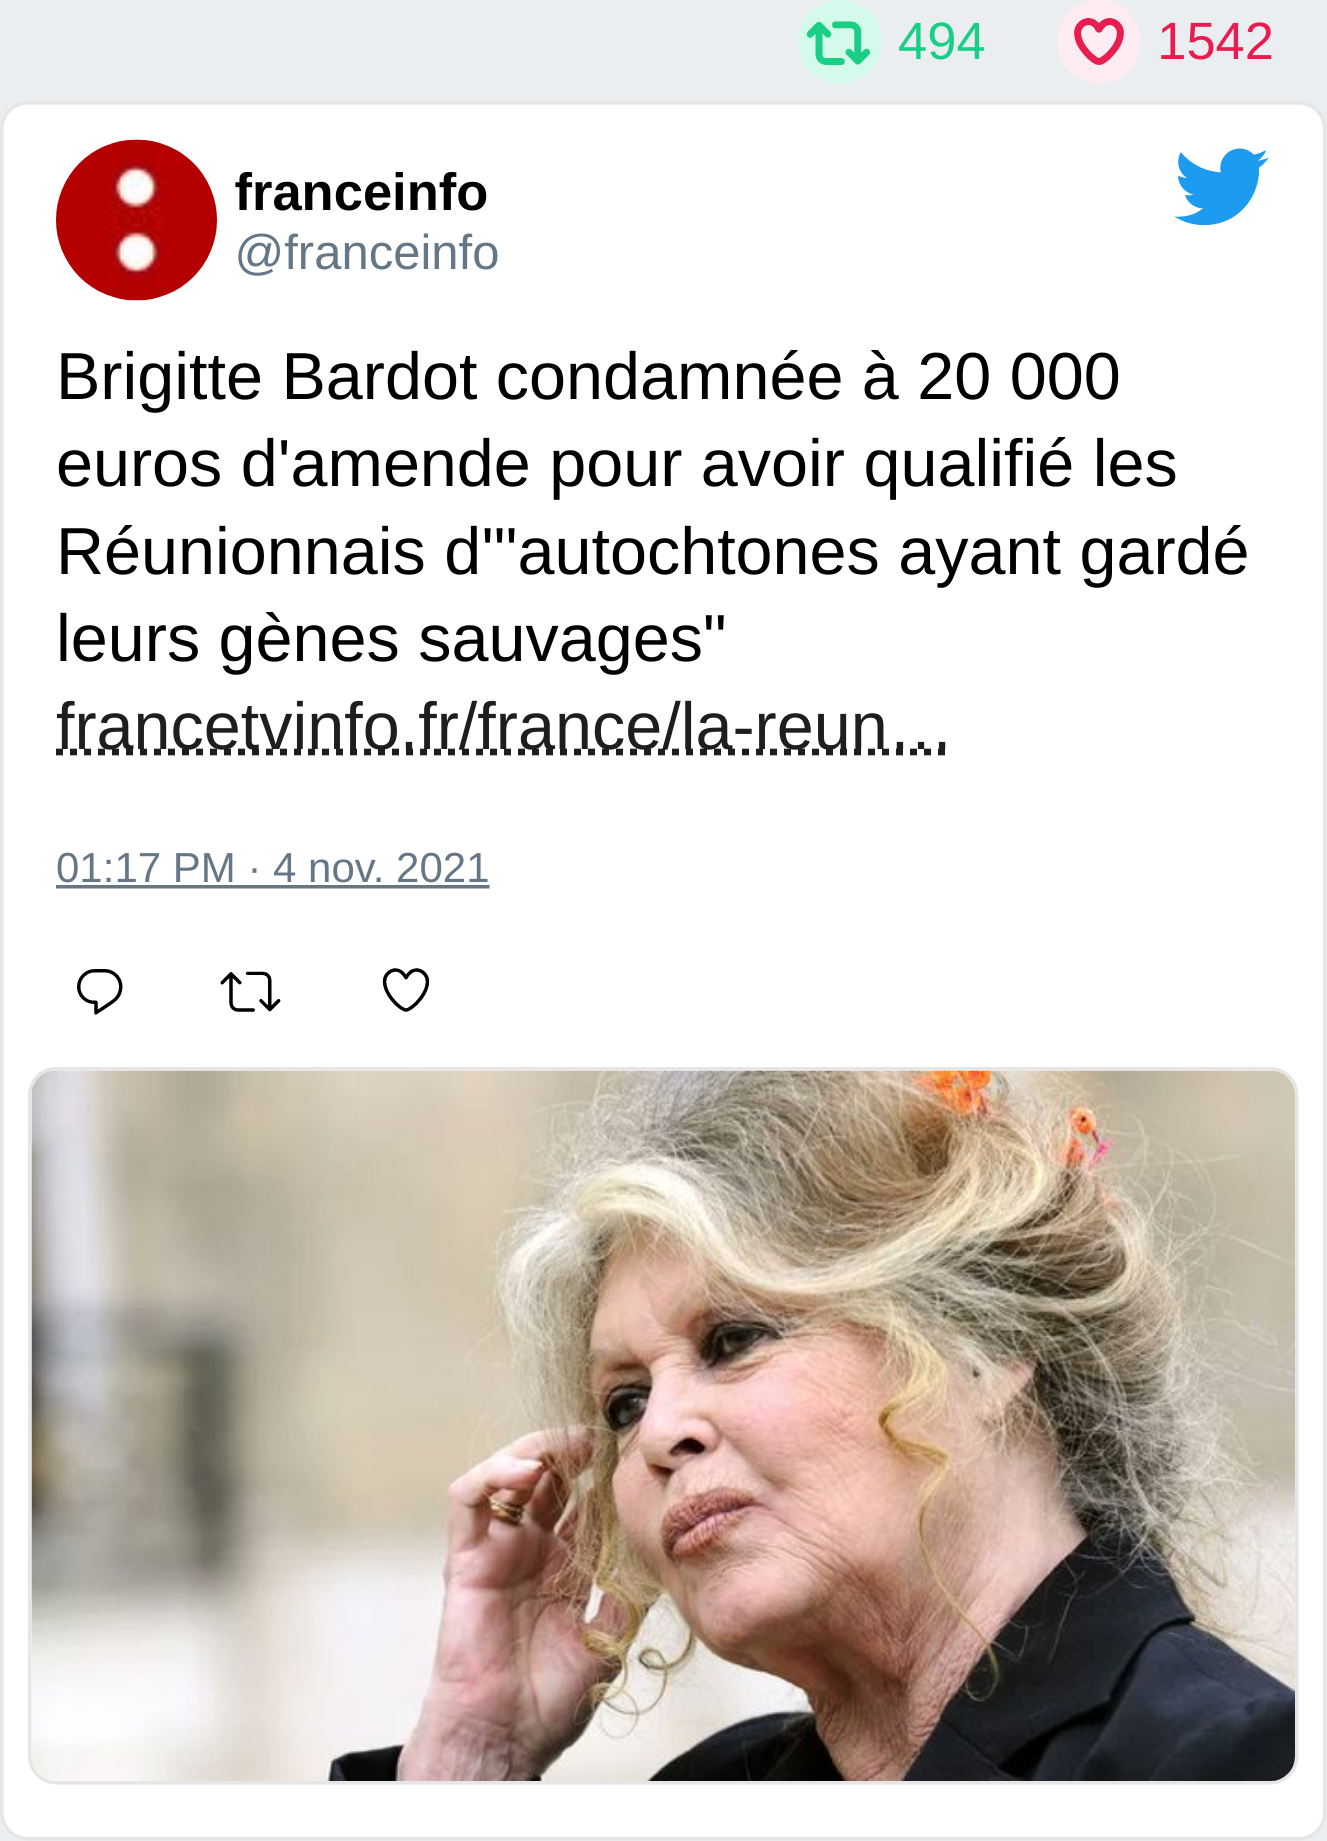 494 1542
franceinfo
@franceinfo
Brigitte Bardot condamnée à 20 000
euros d'amende pour avoir qualifié les
Réunionnais d'"autochtones ayant gardé
leurs gènes sauvages"
francetvinfo.fr/france/la-reun...
01:17 PM · 4 nov. 2021